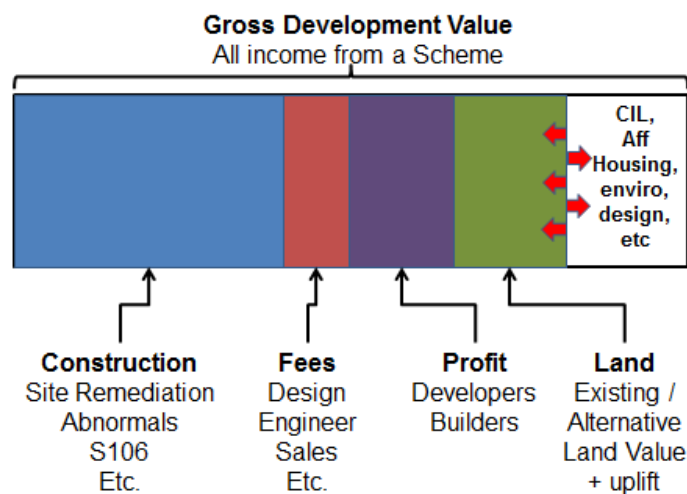 Gross Development Value
All income from a Scheme
CIL,
Aff
Housing,
enviro,
design,
etc
Construction
Site Remediation
Abnormals
S106
Etc.
Fees
Design
Engineer
Sales
Etc.
Profit
Developers
Builders
Land
Existing /
Alternative
Land Value
+ uplift